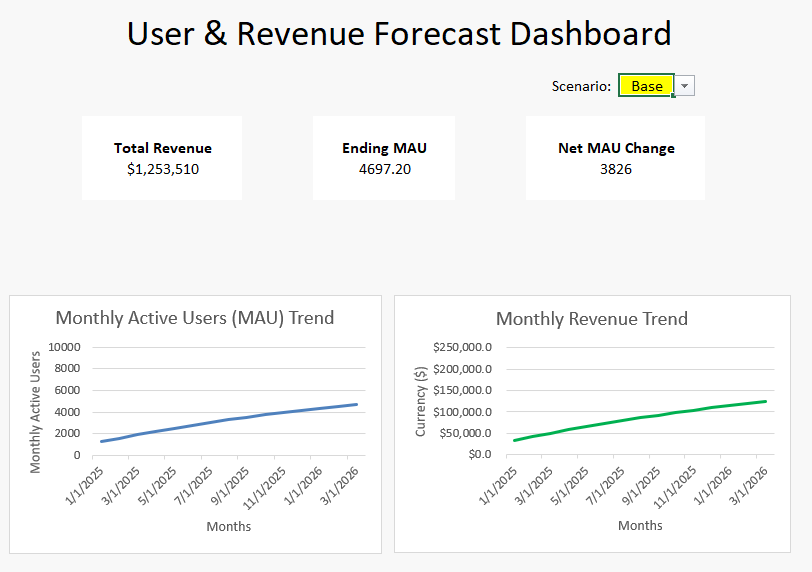 User & Revenue Forecast Dashboard
Scenario: Base
Total Revenue
$1,253,510
Ending MAU
4697.20
Net MAU Change
3826
Monthly Active Users (MAU) Trend
Monthly Active Users
10000
8000
6000
4000
2000
0
1/1/2025 3/1/2025 5/1/2025 7/1/2025 9/1/2025 11/1/2025 1/1/2026 3/1/2026
Months
Monthly Revenue Trend
Currency ($)
$250,000.0
$200,000.0
$150,000.0
$100,000.0
$50,000.0
$0.0
1/1/2025 3/1/2025 5/1/2025 7/1/2025 9/1/2025 11/1/2025 1/1/2026 3/1/2026
Months